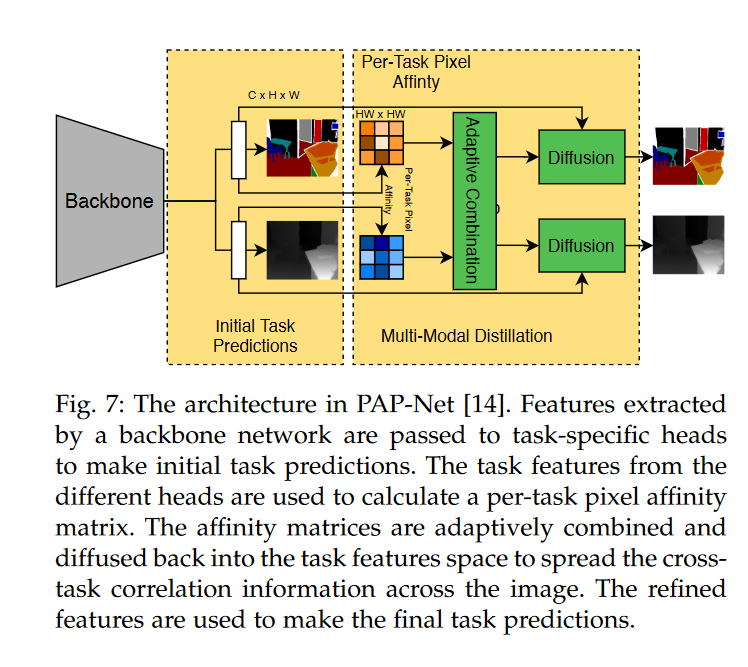 Per-Task Pixel
Affinty
C x H x W
HW x HW
Backbone
Per-Task Pixel
Affinity
Adaptive Combination
Diffusion
Diffusion
Initial Task
Predictions
Multi-Modal Distillation
Fig. 7: The architecture in PAP-Net [14]. Features extracted
by a backbone network are passed to task-specific heads
to make initial task predictions. The task features from the
different heads are used to calculate a per-task pixel affinity
matrix. The affinity matrices are adaptively combined and
diffused back into the task features space to spread the cross-
task correlation information across the image. The refined
features are used to make the final task predictions.